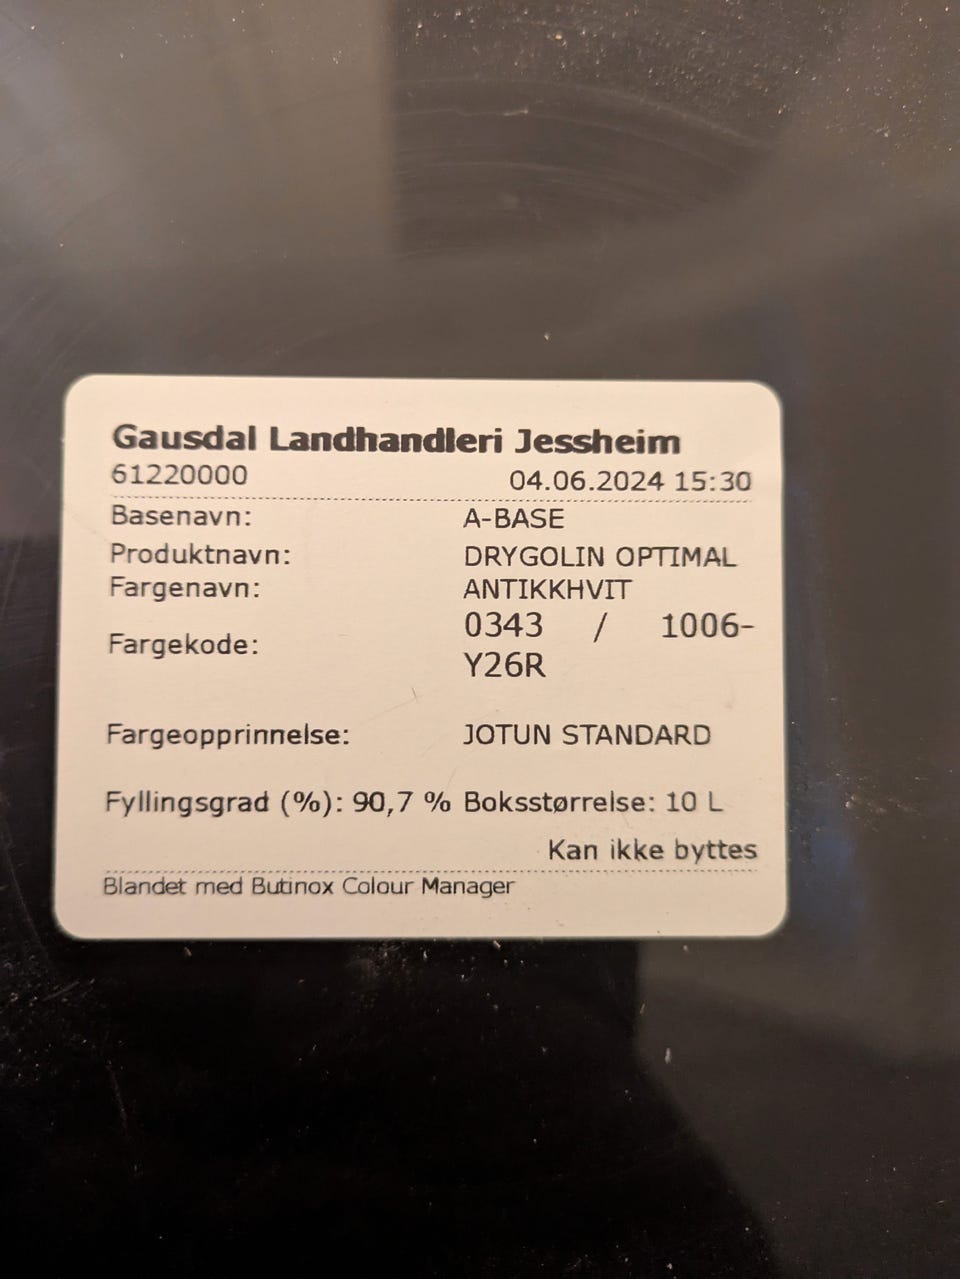 Gausdal Landhandleri Jessheim
61220000 04.06.2024 15:30
Basenavn: A-BASE
Produktnavn: DRYGOLIN OPTIMAL
Fargenavn: ANTIKKHVIT
Fargekode: 0343 / 1006-
Y26R
Fargeopprinnelse: JOTUN STANDARD
Fyllingsgrad (%): 90,7 % Boksstørrelse: 10 L
Kan ikke byttes
Blandet med Butinox Colour Manager